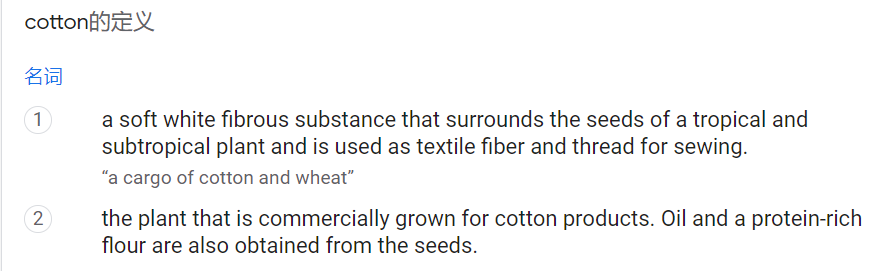 cotton的定义
名词
1
a soft white fibrous substance that surrounds the seeds of a tropical and
subtropical plant and is used as textile fiber and thread for sewing.
“a cargo of cotton and wheat”
2
the plant that is commercially grown for cotton products. Oil and a protein-rich
flour are also obtained from the seeds.